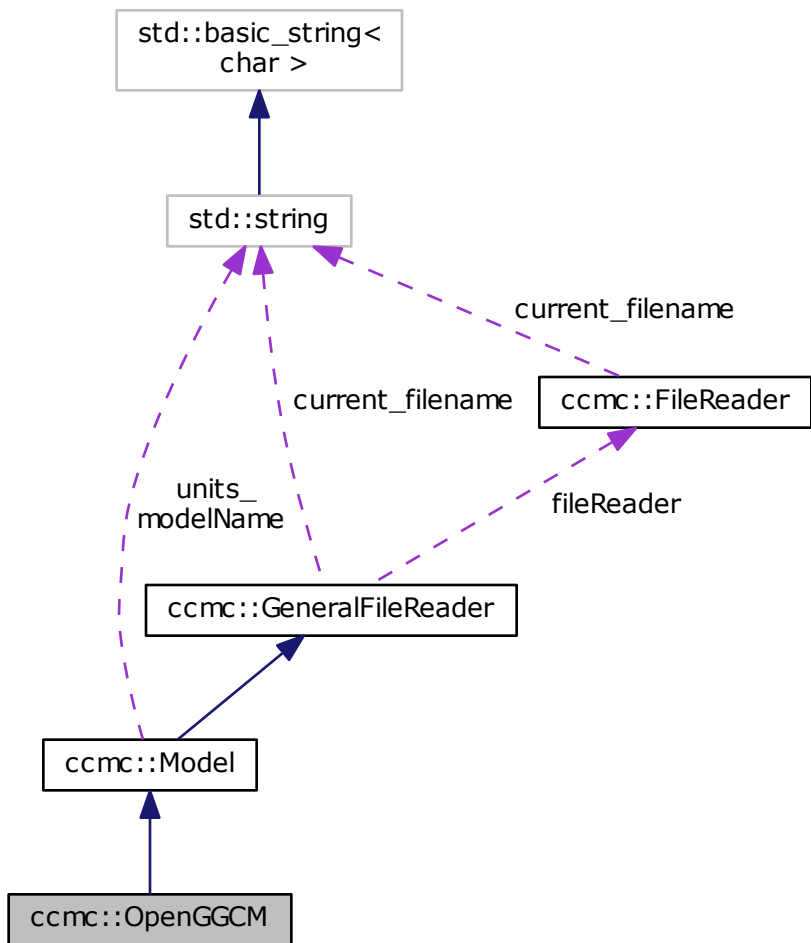 std::basic_string<
char >
std::string
current_filename
ccmc::FileReader
current_filename
units_
modelName
fileReader
ccmc::GeneralFileReader
ccmc::Model
ccmc::OpenGGCM